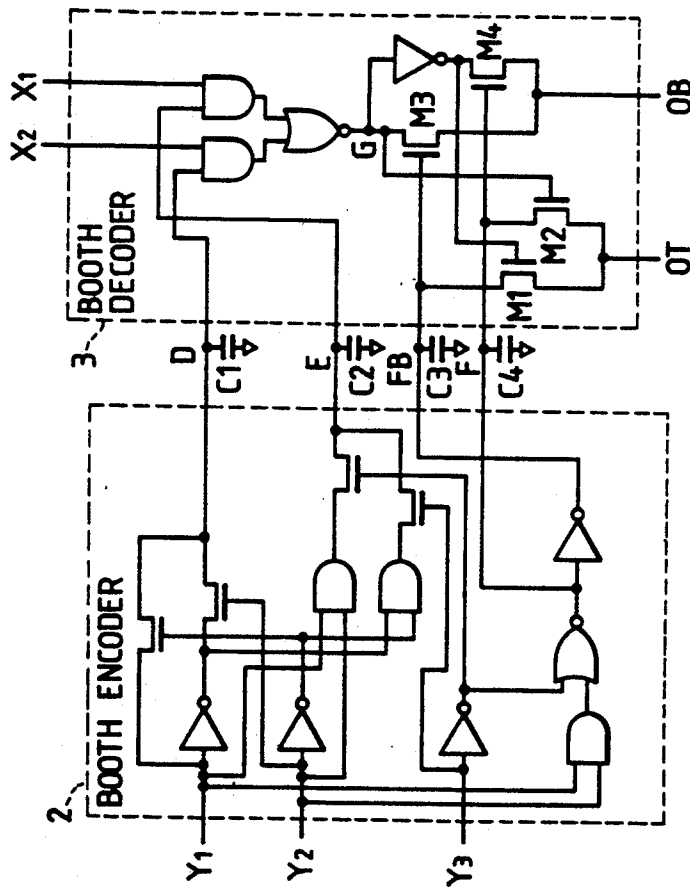 2
BOOTH ENCODER
Y1
Y2
Y3
D
C1
E
C2
FB
C3
F
C4
3
BOOTH
DECODER
X2
X1
G
M3
M4
M1
M2
OT
OB